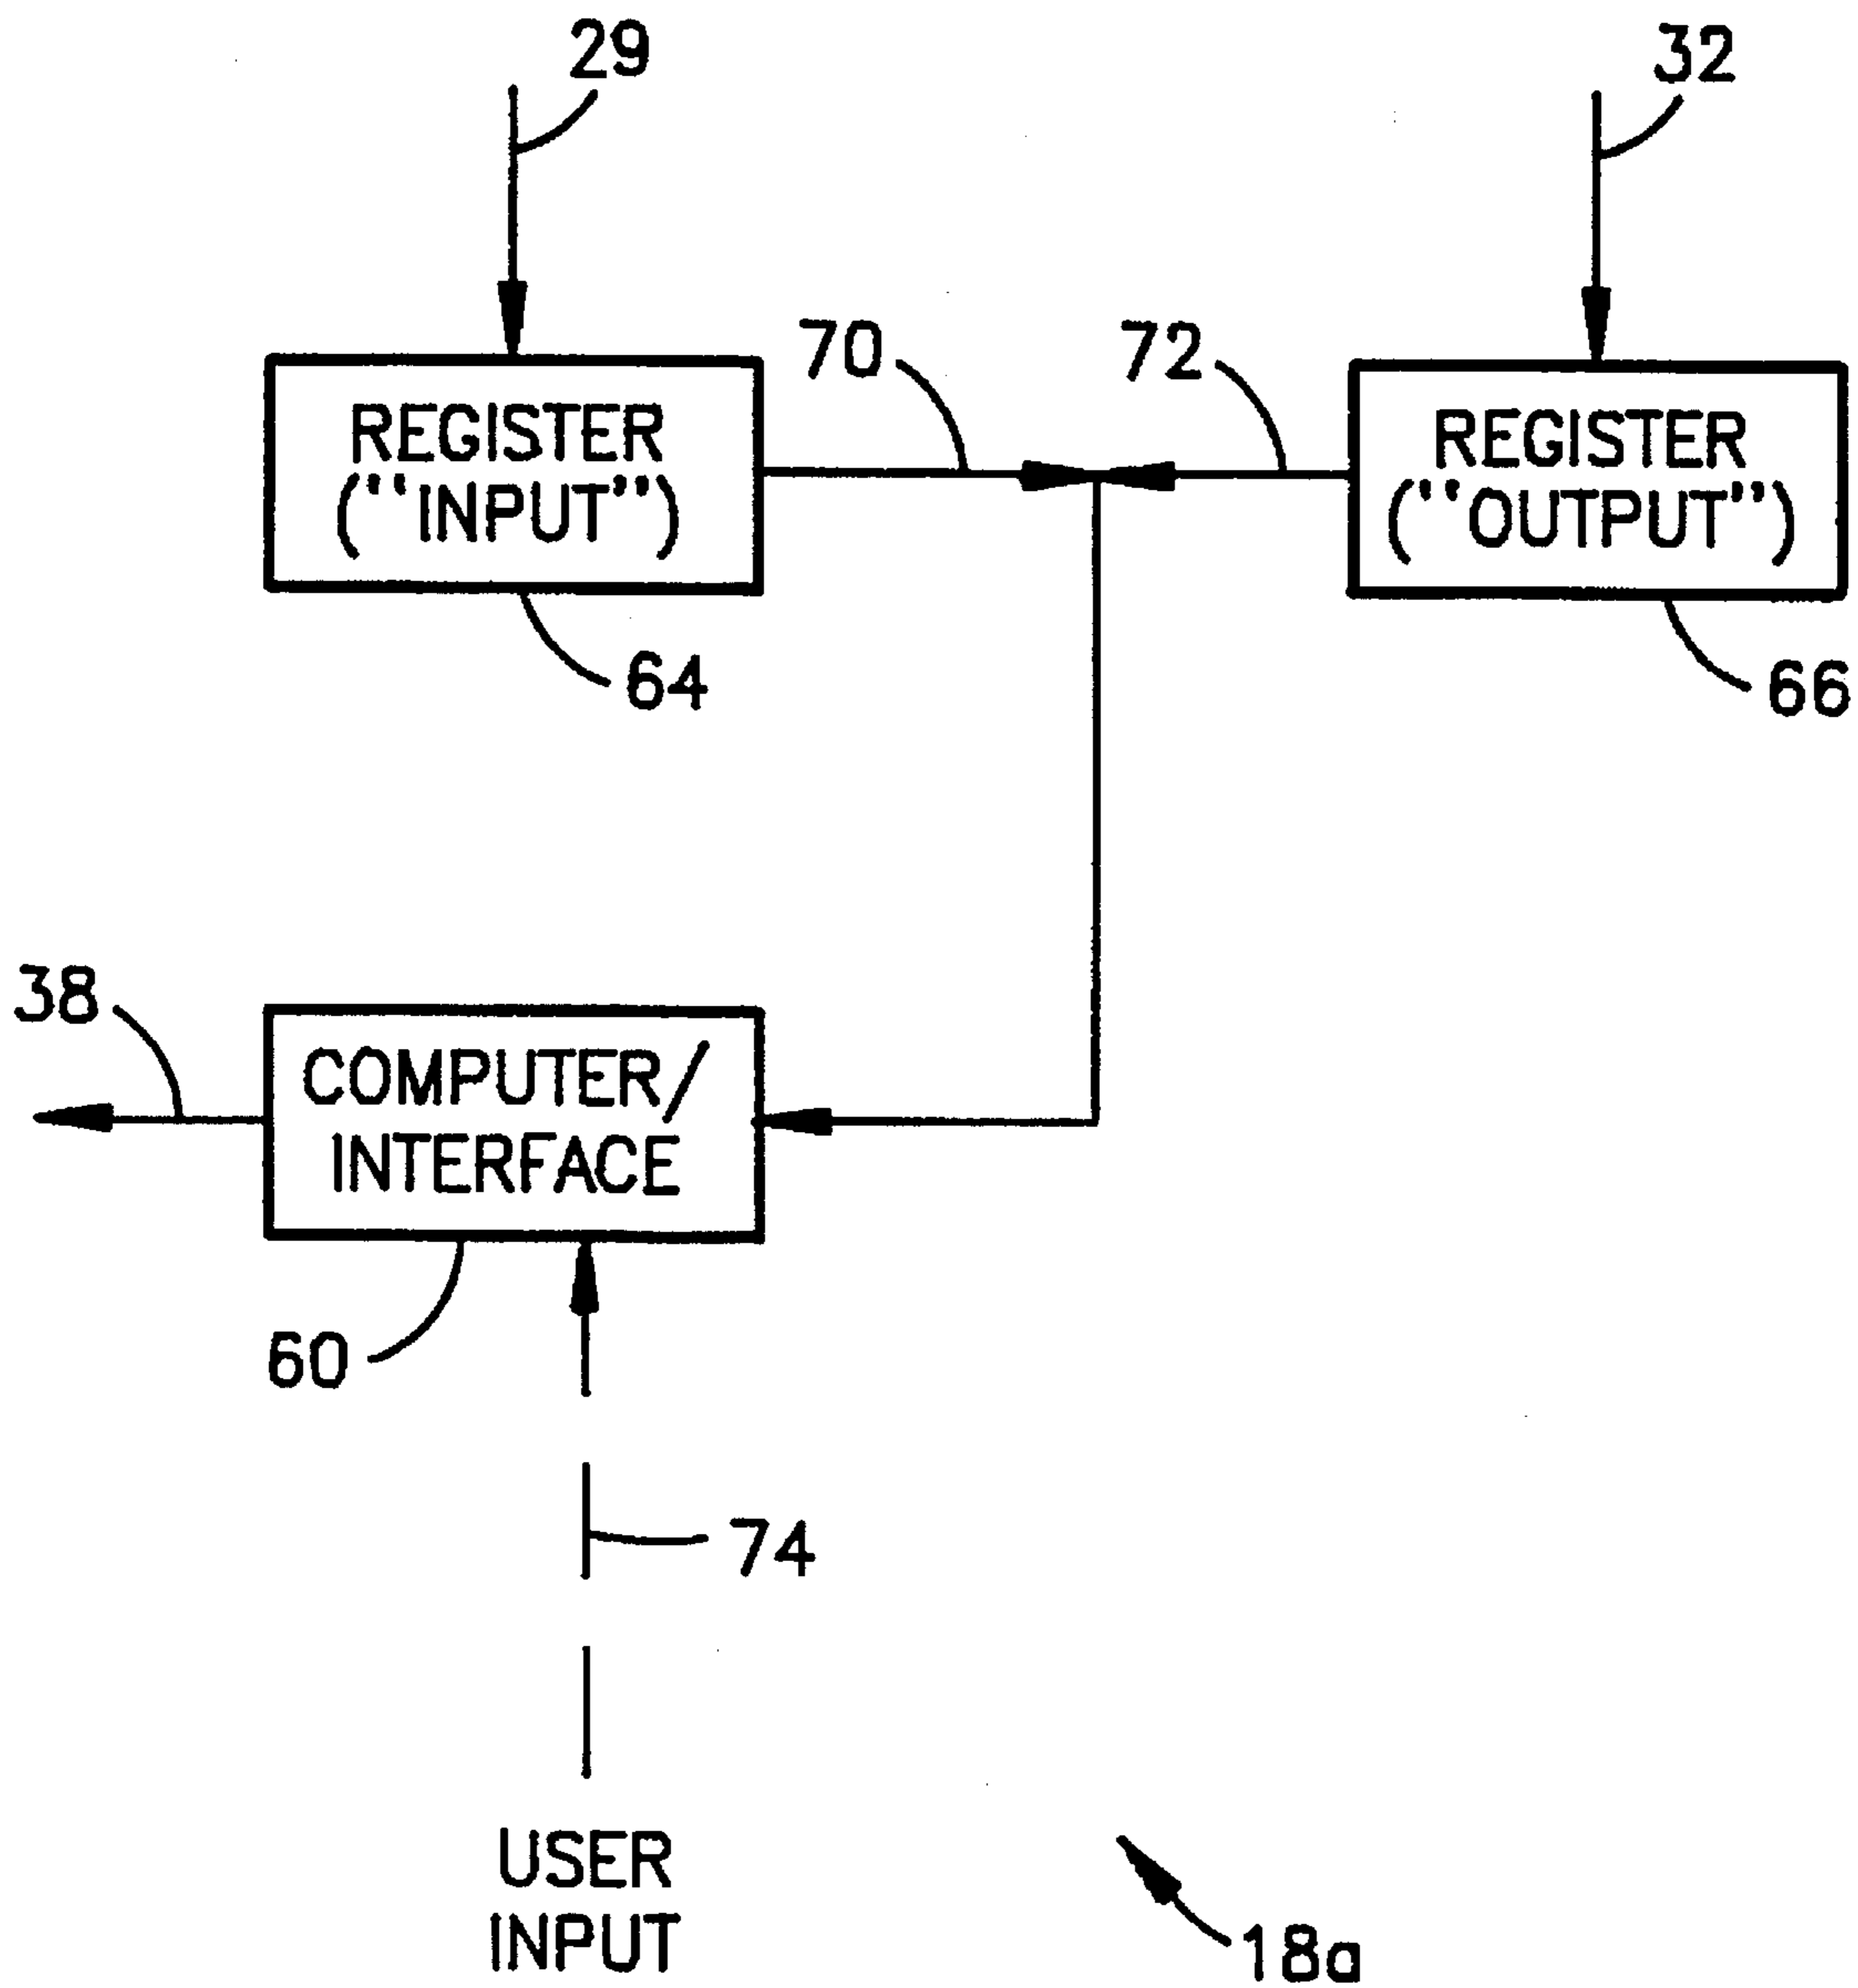 29
32
70
72
REGISTER
(“INPUT”)
REGISTER
(“OUTPUT”)
64
66
38
COMPUTER/
INTERFACE
60
74
USER
INPUT
18a